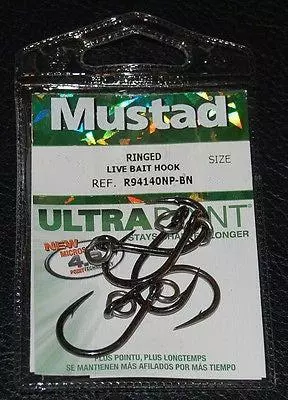 Mustad
RINGED
LIVE BAIT HOOK
SIZE
REF. R94140NP-BN
ULTRA
NEW
PLUS POINTU, PLUS LONGTEMPS
SE MANTIENEN MÁS AFILADOS POR MÁS TIEMPO